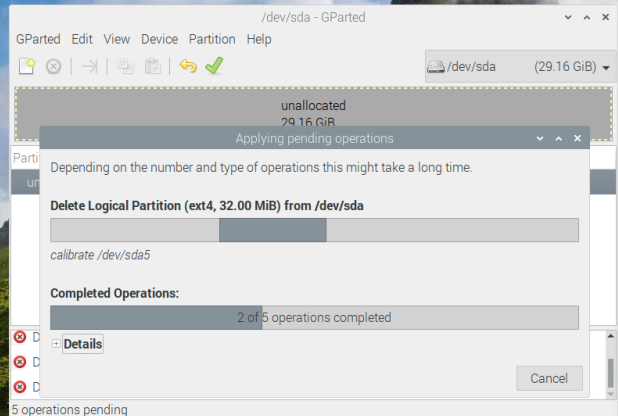 /dev/sda - GParted
GParted Edit View Device Partition Help
/dev/sda (29.16 GiB)
unallocated
29.16 GiB
Applying pending operations
Parti
Depending on the number and type of operations this might take a long time.
un
Delete Logical Partition (ext4, 32.00 MiB) from /dev/sda
calibrate /dev/sda5
Completed Operations:
2 of 5 operations completed
D
Details
D
D
Cancel
5 operations pending